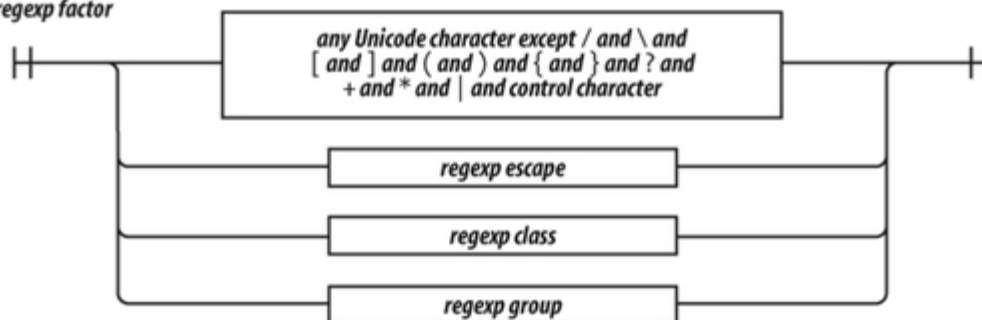 regexp factor
any Unicode character except / and \ and
[ and ] and ( and ) and { and } and ? and
+ and * and | and control character
regexp escape
regexp class
regexp group